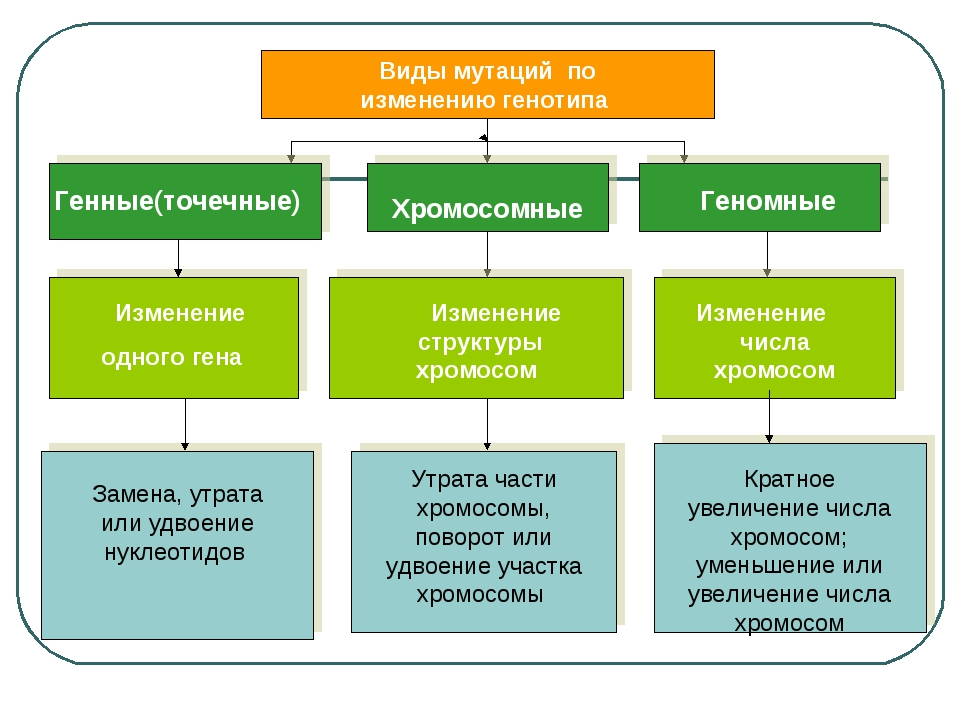 Виды мутаций по
изменению генотипа
Генные(точечные)
Хромосомные
Геномные
Изменение
одного гена
Изменение
структуры
хромосом
Изменение
числа
хромосом
Замена, утрата
или удвоение
нуклеотидов
Утрата части
хромосомы,
поворот или
удвоение участка
хромосомы
Кратное
увеличение числа
хромосом;
уменьшение или
увеличение числа
хромосом